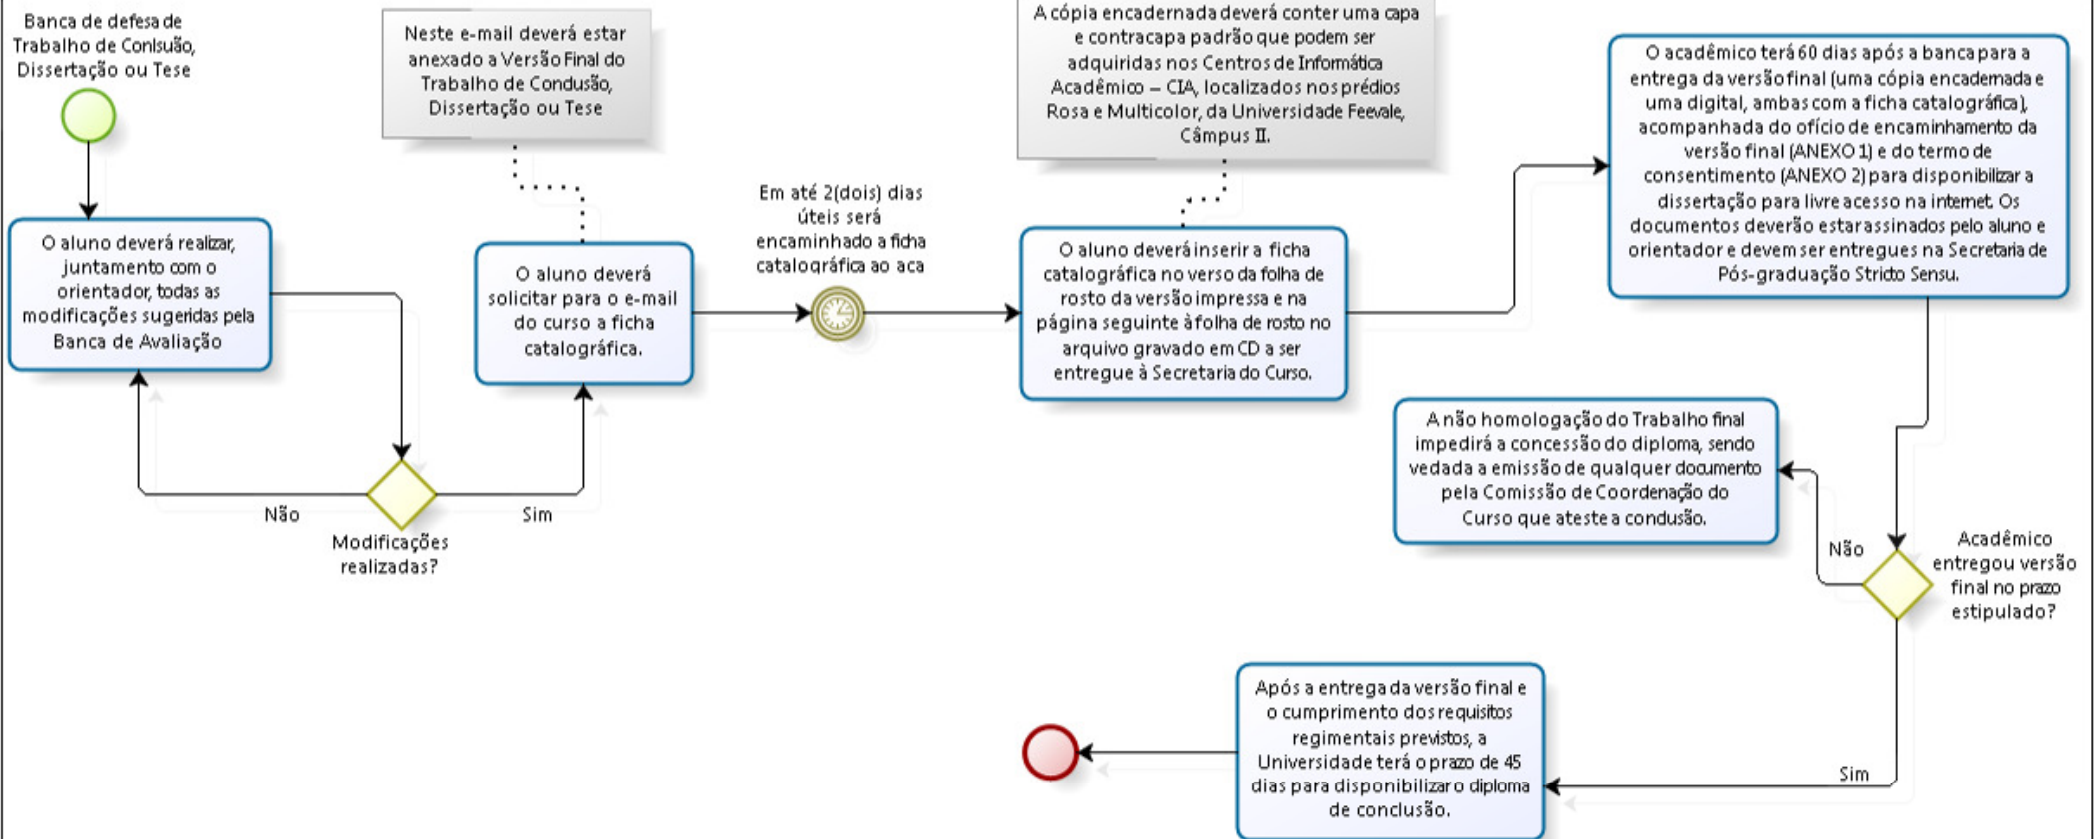 Banca de defesa de
Trabalho de Conlsuão,
Dissertação ou Tese
O aluno deverá realizar,
juntamente com o
orientador, todas as
modificações sugeridas pela
Banca de Avaliação
Não
Sim
Modificações
realizadas?
Neste e-mail deverá estar
anexado a Versão Final do
Trabalho de Conclusão,
Dissertação ou Tese
O aluno deverá
solicitar para o e-mail
do curso a ficha
catalográfica.
Em até 2(dois) dias
úteis será
encaminhado a ficha
catalográfica ao aca
A cópia encadernada deverá conter uma capa
e contracapa padrão que podem ser
adquiridas nos Centros de Informática
Acadêmico – CIA, localizados nos prédios
Rosa e Multicolor, da Universidade Feevale,
Câmpus II.
O aluno deverá inserir a ficha
catalográfica no verso da folha de
rosto da versão impressa e na
página seguinte à folha de rosto no
arquivo gravado em CD a ser
entregue à Secretaria do Curso.
O acadêmico terá 60 dias após a banca para a
entrega da versão final (uma cópia encadernada e
uma digital, ambas com a ficha catalográfica),
acompanhada do ofício de encaminhamento da
versão final (ANEXO 1) e do termo de
consentimento (ANEXO 2) para disponibilizar a
dissertação para livre acesso na internet. Os
documentos deverão estar assinados pelo aluno e
orientador e devem ser entregues na Secretaria de
Pós-graduação Stricto Sensu.
A não homologação do Trabalho final
impedirá a concessão do diploma, sendo
vedada a emissão de qualquer documento
pela Comissão de Coordenação do
Curso que ateste a conclusão.
Não
Acadêmico
entregou versão
final no prazo
estipulado?
Sim
Após a entrega da versão final e
o cumprimento dos requisitos
regimentais previstos, a
Universidade terá o prazo de 45
dias para disponibilizar o diploma
de conclusão.